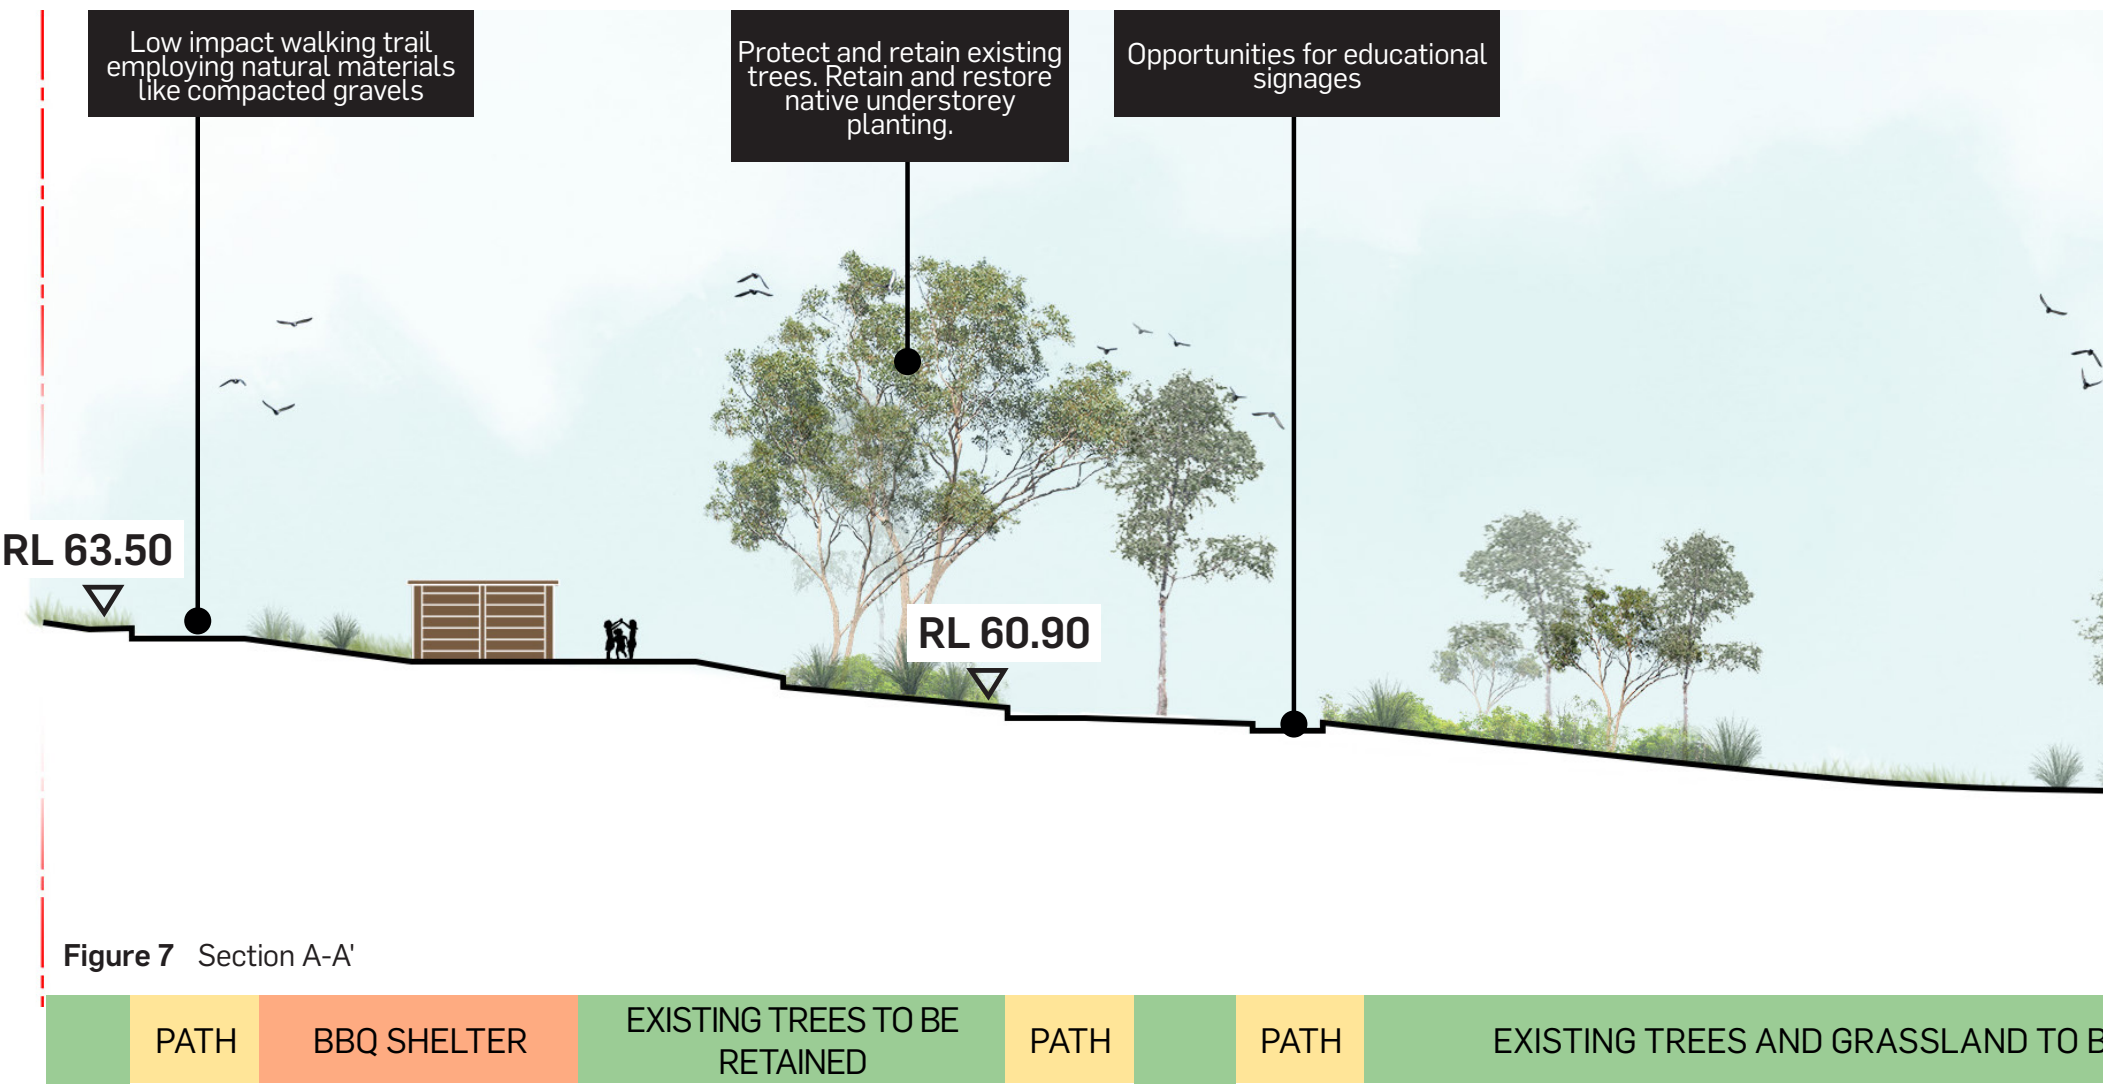 Low impact walking trail
employing natural materials
like compacted gravels
Protect and retain existing
trees. Retain and restore
native understorey
planting.
Opportunities for educational
signages
RL 63.50
RL 60.90
Figure 7 Section A-A'
PATH
BBQ SHELTER
EXISTING TREES TO BE
RETAINED
PATH
PATH
EXISTING TREES AND GRASSLAND TO B